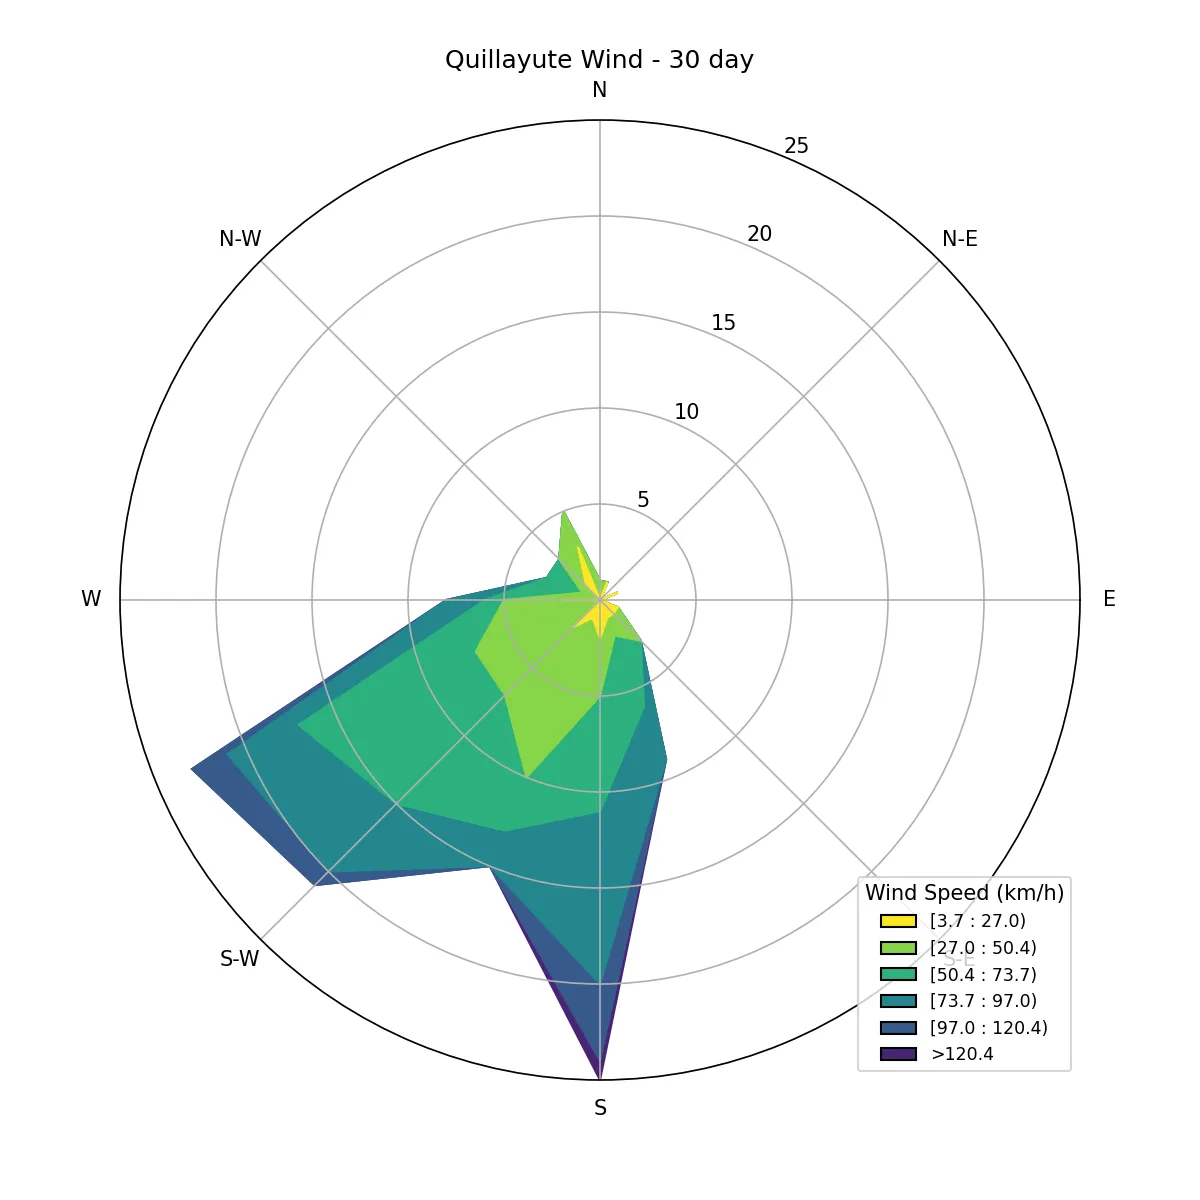 Quillayute Wind - 30 day
N
25
N-W
20
N-E
15
10
5
W
E
S-W
S-E
S
Wind Speed (km/h)
[3.7 : 27.0)
[27.0 : 50.4)
[50.4 : 73.7)
[73.7 : 97.0)
[97.0 : 120.4)
>120.4